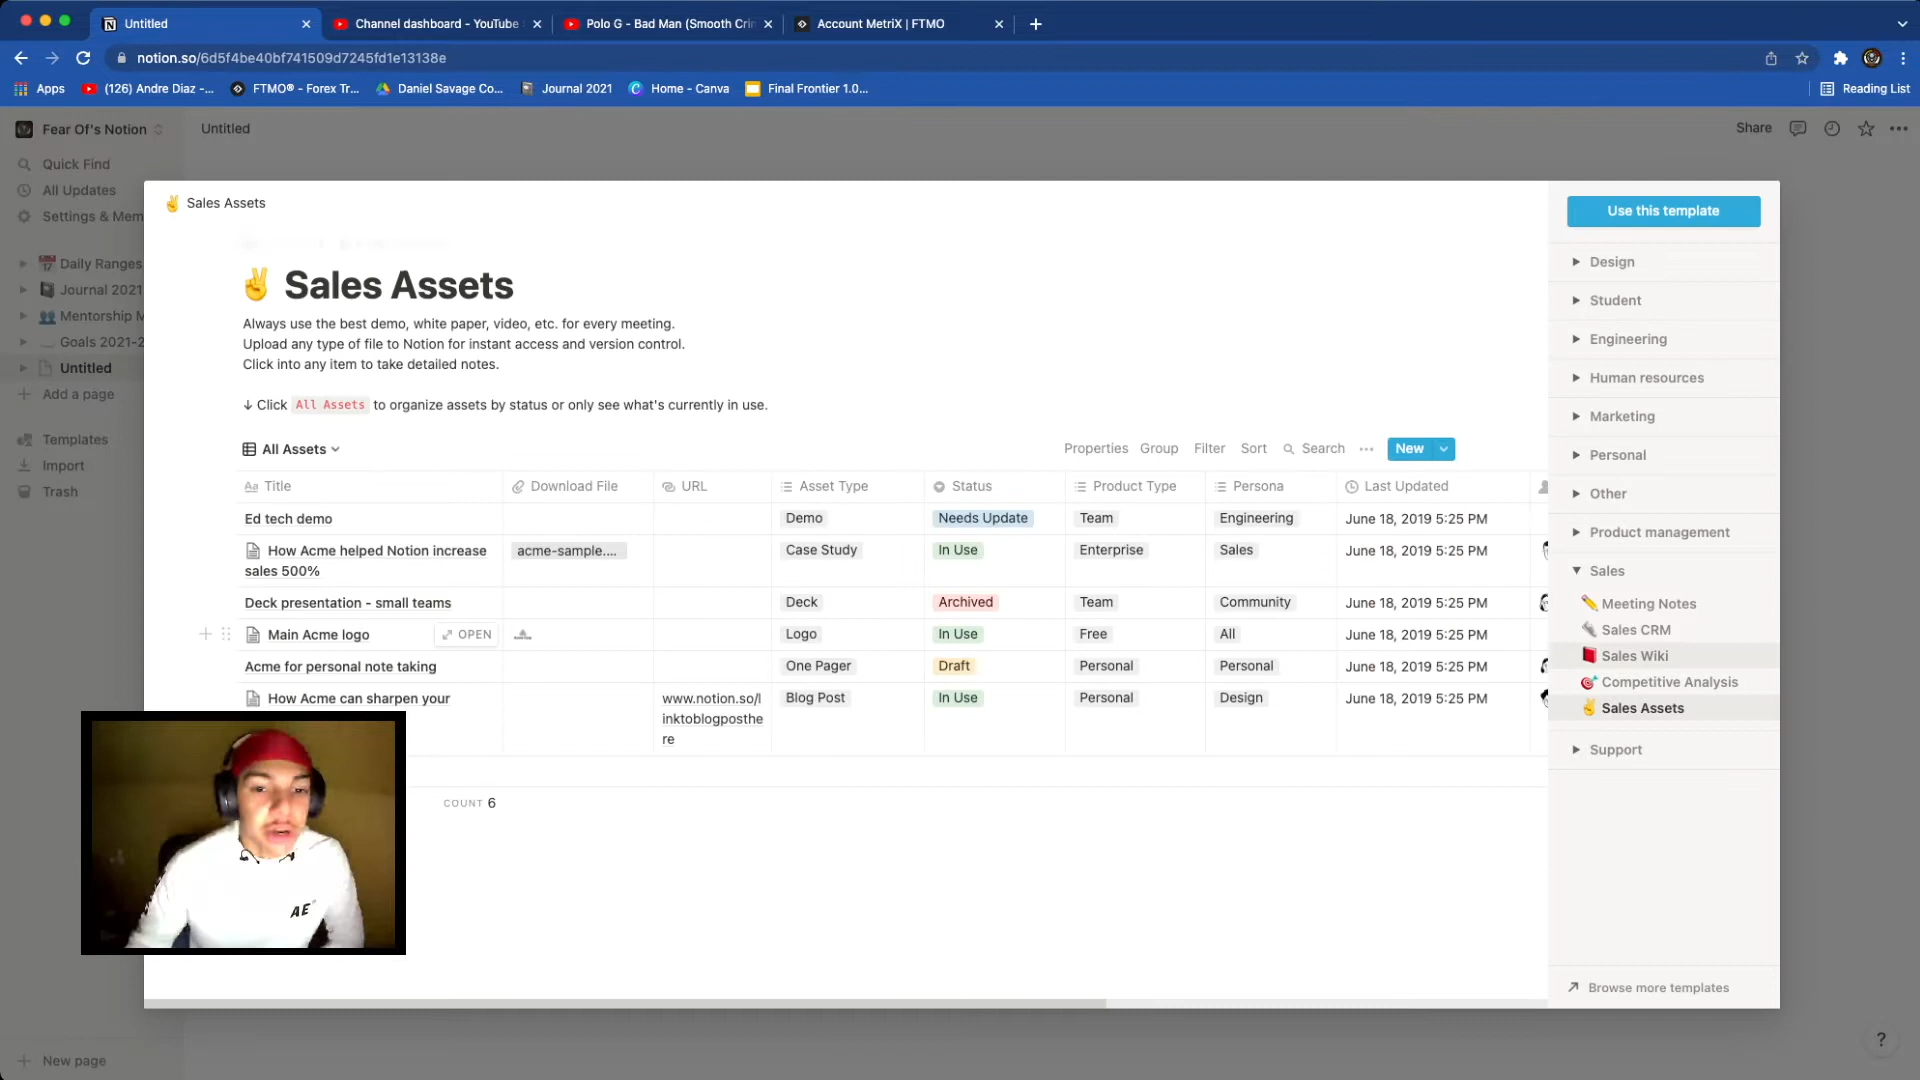 Untitled
Channel dashboard - YouTube
Polo G - Bad Man (Smooth Crim
Account MetriX | FTMO
notion.so/6d5f4be40bf741509d7245fd1e13138e
Apps
(126) Andre Diaz -...
FTMO® - Forex Tr...
Daniel Savage Co...
Journal 2021
Home - Canva
Final Frontier 1.0...
Reading List
Fear Of's Notion
Untitled
Share
Quick Find
All Updates
Settings & Mem
Daily Ranges
Journal 2021
Mentorship M
Goals 2021-2
Untitled
Add a page
Templates
Import
Trash
New page
Sales Assets
Sales Assets
Always use the best demo, white paper, video, etc. for every meeting.
Upload any type of file to Notion for instant access and version control.
Click into any item to take detailed notes.
↓ Click All Assets to organize assets by status or only see what's currently in use.
All Assets
Properties Group Filter Sort Search ... New
Aa Title Download File URL Asset Type Status Product Type Persona Last Updated
Ed tech demo Demo Needs Update Team Engineering June 18, 2019 5:25 PM
How Acme helped Notion increase acme-sample.... Case Study In Use Enterprise Sales June 18, 2019 5:25 PM
sales 500%
Deck presentation - small teams Deck Archived Team Community June 18, 2019 5:25 PM
Main Acme logo OPEN Logo In Use Free All June 18, 2019 5:25 PM
Acme for personal note taking One Pager Draft Personal Personal June 18, 2019 5:25 PM
How Acme can sharpen your www.notion.so/l Blog Post In Use Personal Design June 18, 2019 5:25 PM
inktoblogposthe
re
COUNT 6
AE
Use this template
Design
Student
Engineering
Human resources
Marketing
Personal
Other
Product management
Sales
Meeting Notes
Sales CRM
Sales Wiki
Competitive Analysis
Sales Assets
Support
Browse more templates
?